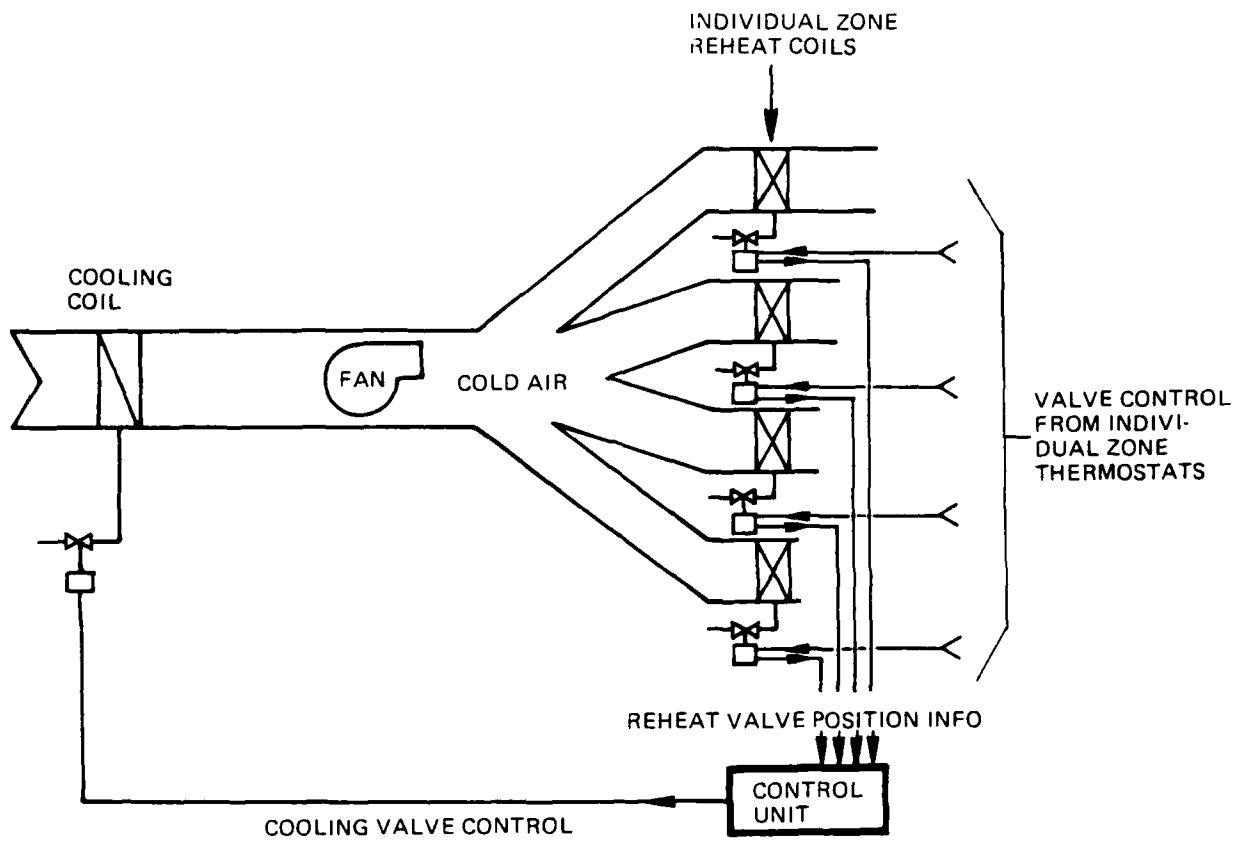 INDIVIDUAL ZONE
REHEAT COILS
COOLING
COIL
FAN
COLD AIR
VALVE CONTROL
FROM INDIVI-
DUAL ZONE
THERMOSTATS
REHEAT VALVE POSITION INFO
CONTROL
UNIT
COOLING VALVE CONTROL